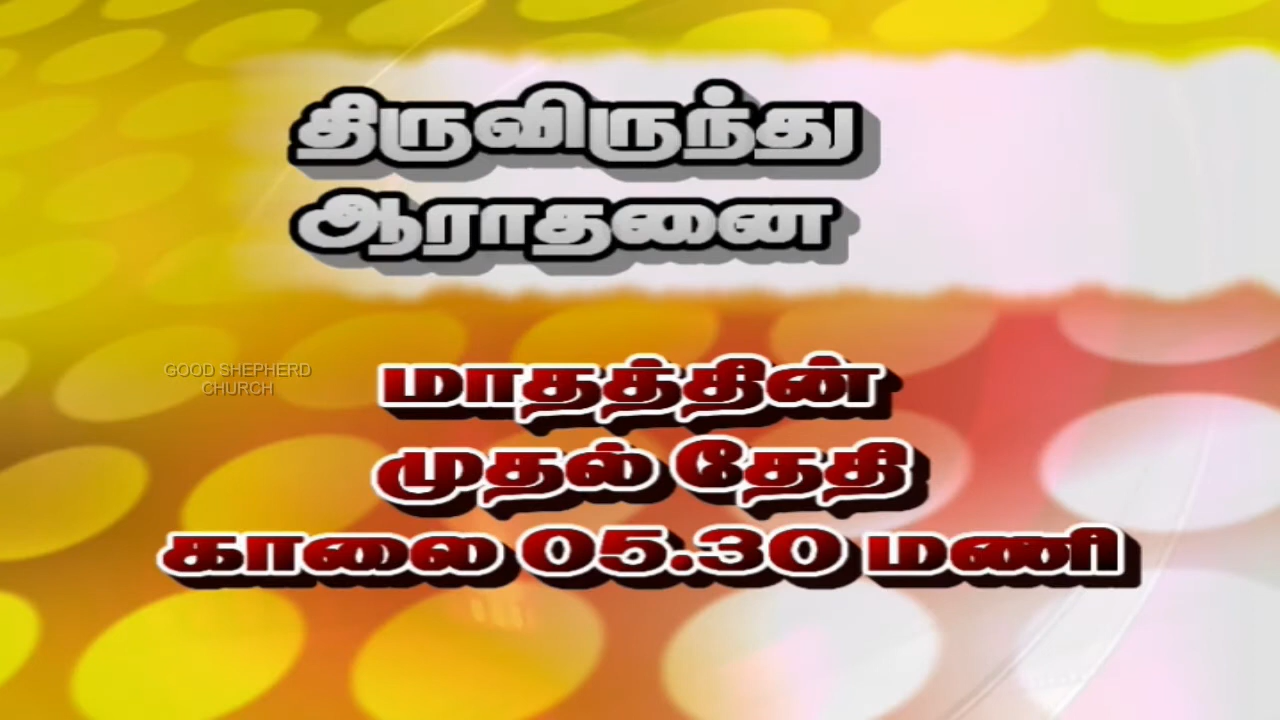 திருவிருந்து
ஆராதனை
GOOD SHEPHERD
CHURCH
மாதத்தின்
முதல் தேதி
காலை 05.30 மணி